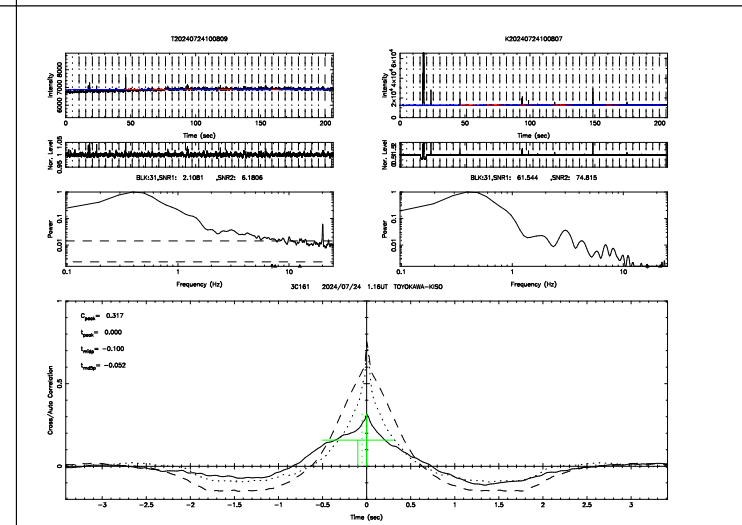 T20240724100809
K20240724100807
Intensity
6000 7000 8000
0 50 100 150 200
Time (sec)
Intensity
2×10⁴ 4×10⁴ 6×10⁴
0 50 100 150 200
Time (sec)
Nor. Level
0.95 1.05
Nor. Level
BLK:31,SNR1: 2.1081 ,SNR2: 6.1806
BLK:31,SNR1: 61.544 ,SNR2: 74.815
Power
0.01 0.1 1
0.1 1 10
Frequency (Hz)
Power
0.01 0.1 1
0.1 1 10
Frequency (Hz)
3C161 2024/07/24 1.16UT TOYOKAWA-KISO
C_peak= 0.317
t_peak= 0.000
t_midp= -0.100
t_md3p= -0.052
Cross/Auto Correlation
0 0.5 1
-3 -2.5 -2 -1.5 -1 -0.5 0 0.5 1 1.5 2 2.5 3
Time (sec)